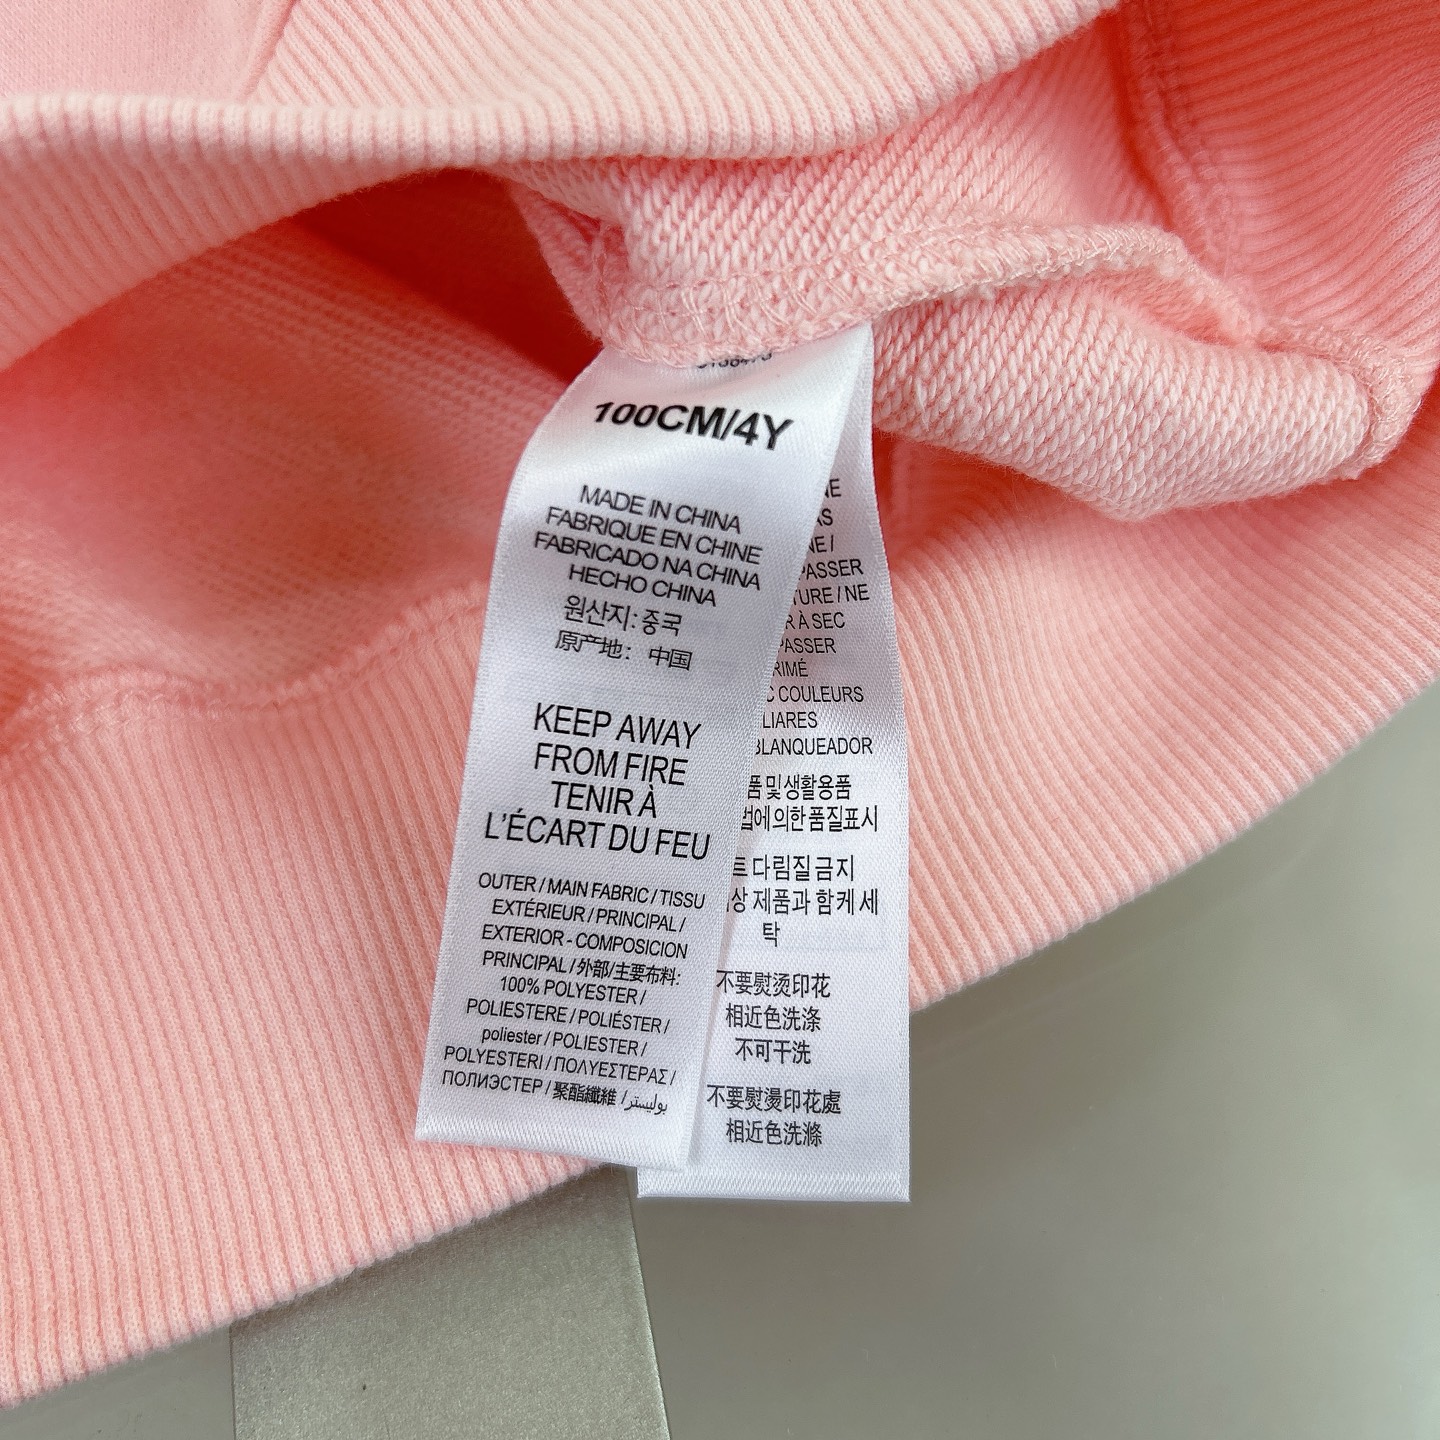 100CM/4Y
MADE IN CHINA
FABRIQUE EN CHINE
FABRICADO NA CHINA
HECHO CHINA
원산지: 중국
原产地: 中国
KEEP AWAY
FROM FIRE
TENIR À
L'ÉCART DU FEU
OUTER / MAIN FABRIC / TISSU
EXTÉRIEUR / PRINCIPAL /
EXTERIOR - COMPOSICION
PRINCIPAL / 外部/主要布料:
100% POLYESTER /
POLIESTERE / POLIÉSTER /
poliester / POLIESTER /
POLYESTERI / ΠΟΛΥΕΣΤΕΡΑΣ /
ПОЛИЭСТЕР / 聚酯纖維 / بوليستر
/ NE
À SEC
COULEURS
BLANQUEADOR
및 생활용품
의한 품질표시
다림질 금지
제품과 함께 세
탁
不要熨烫印花
相近色洗涤
不可干洗
不要熨燙印花處
相近色洗滌